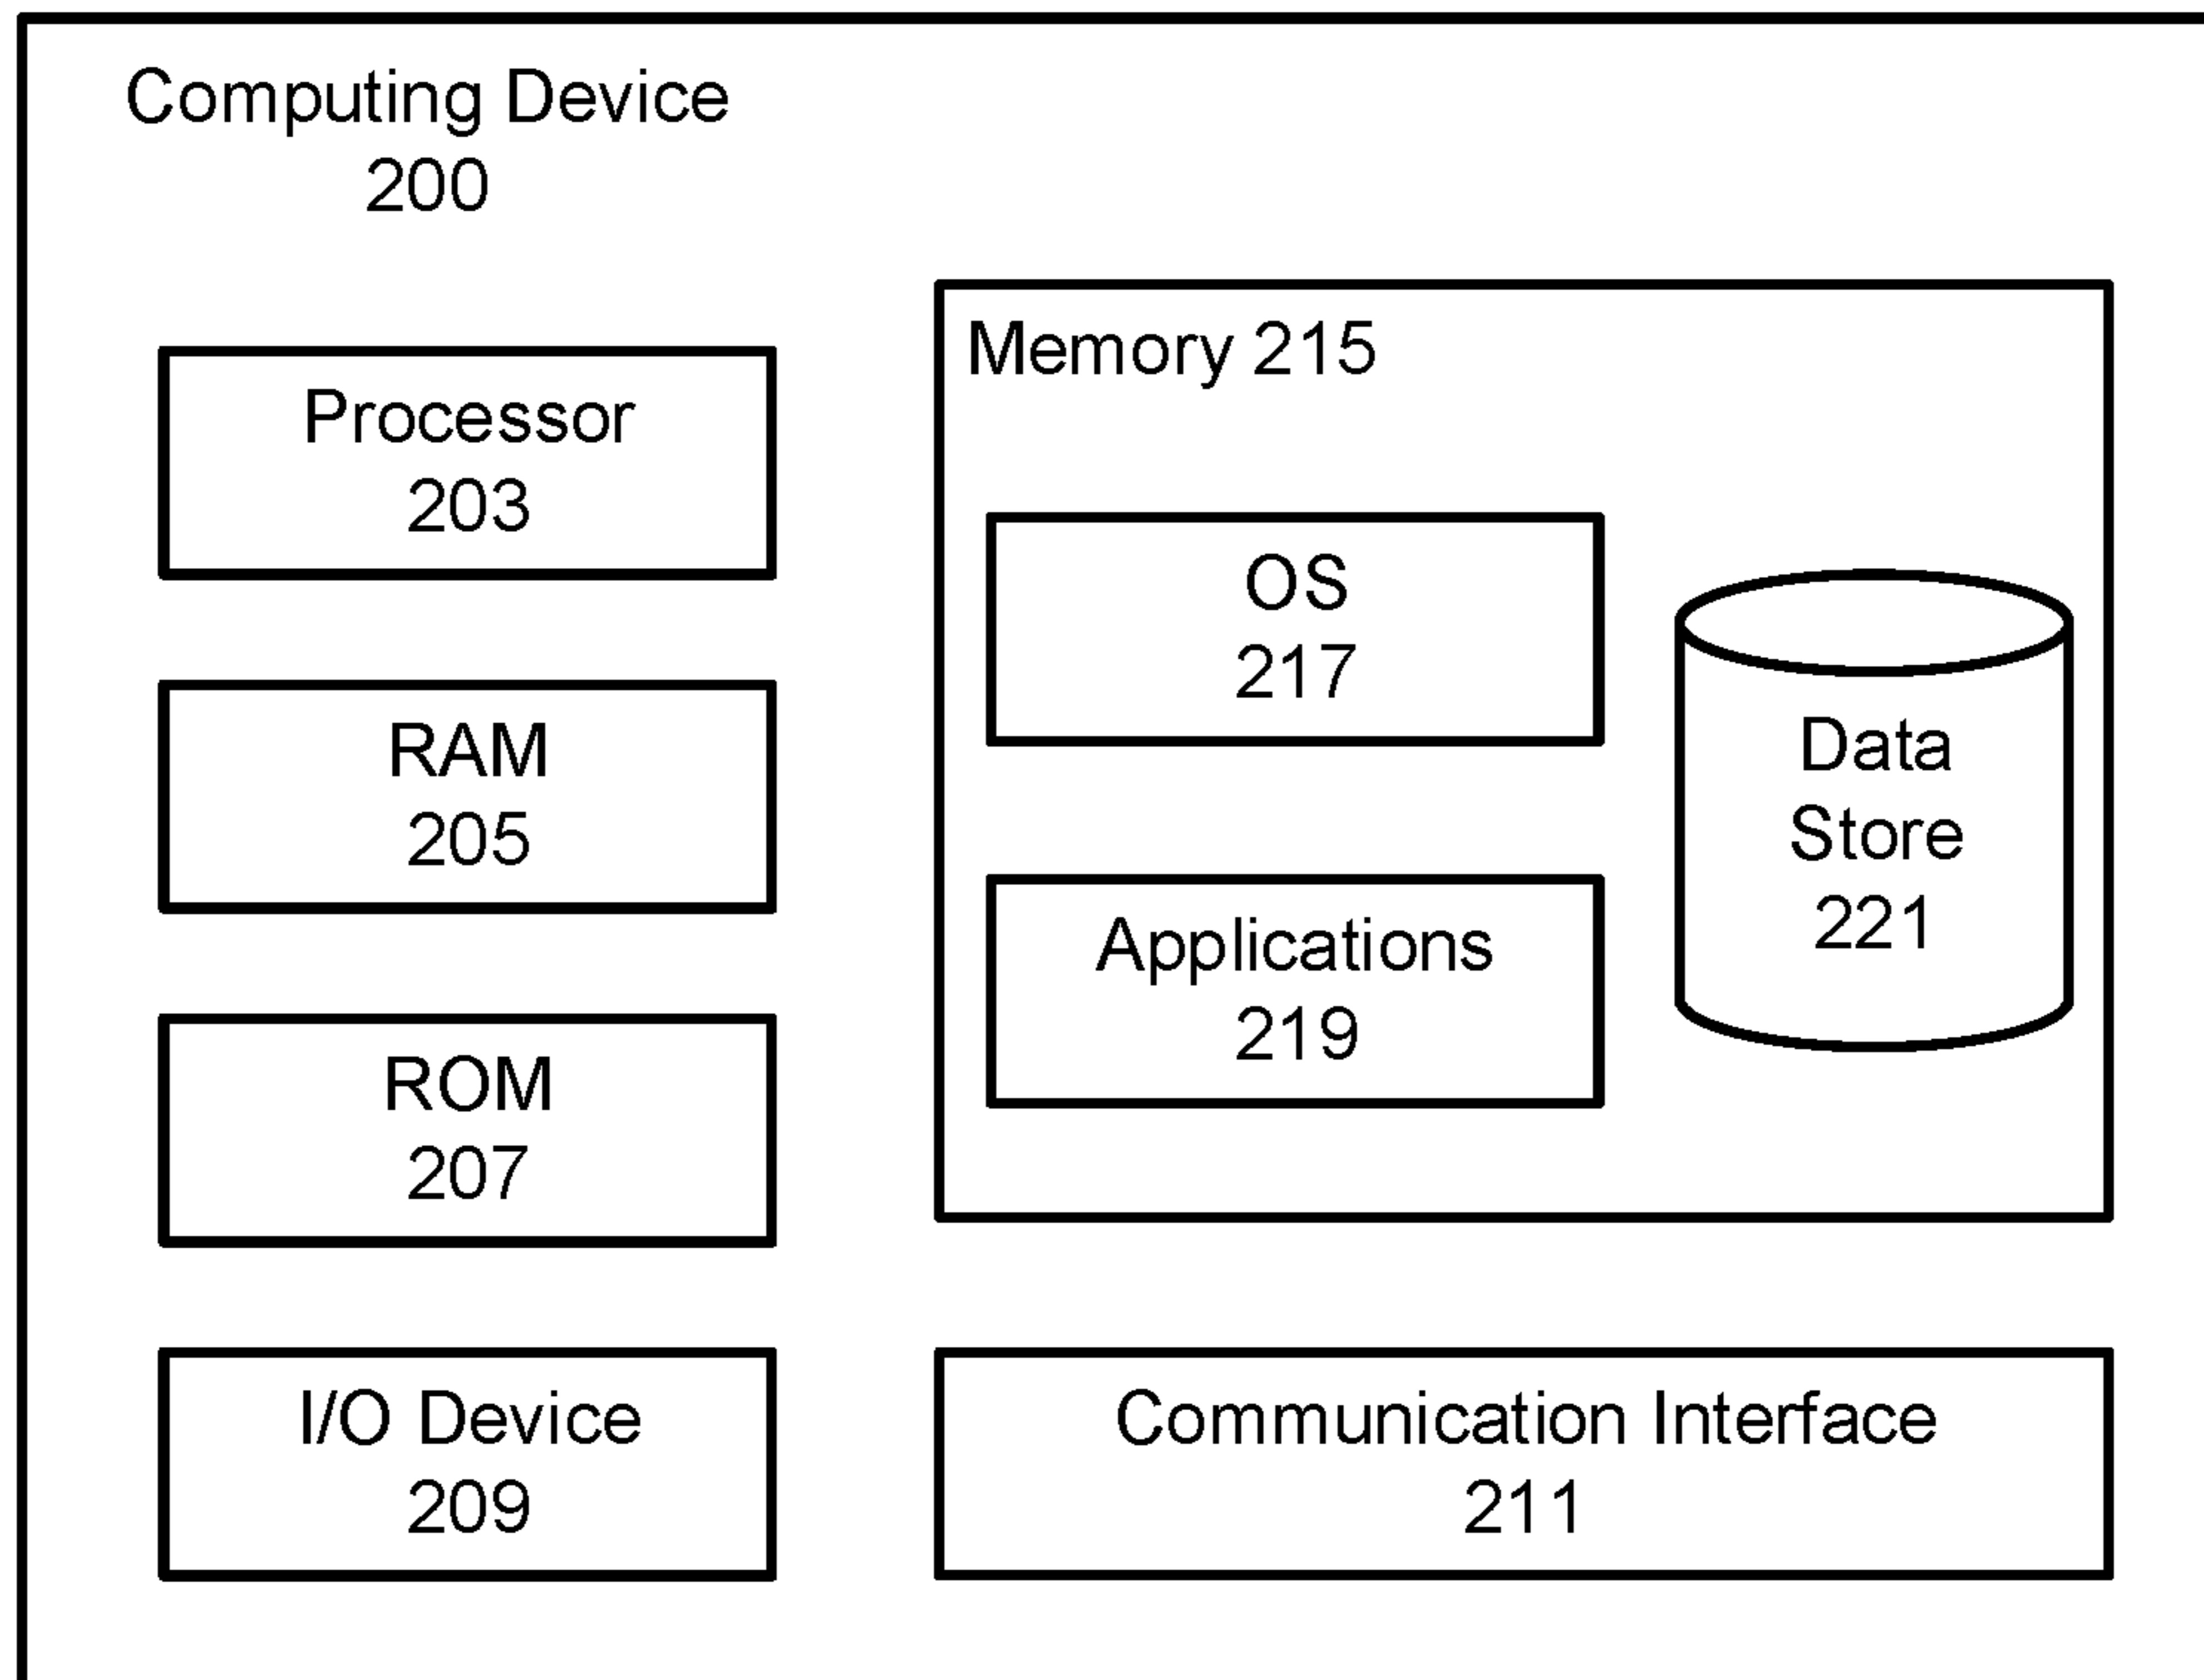 Computing Device
200
Processor
203
RAM
205
ROM
207
I/O Device
209
Memory 215
OS
217
Applications
219
Data
Store
221
Communication Interface
211